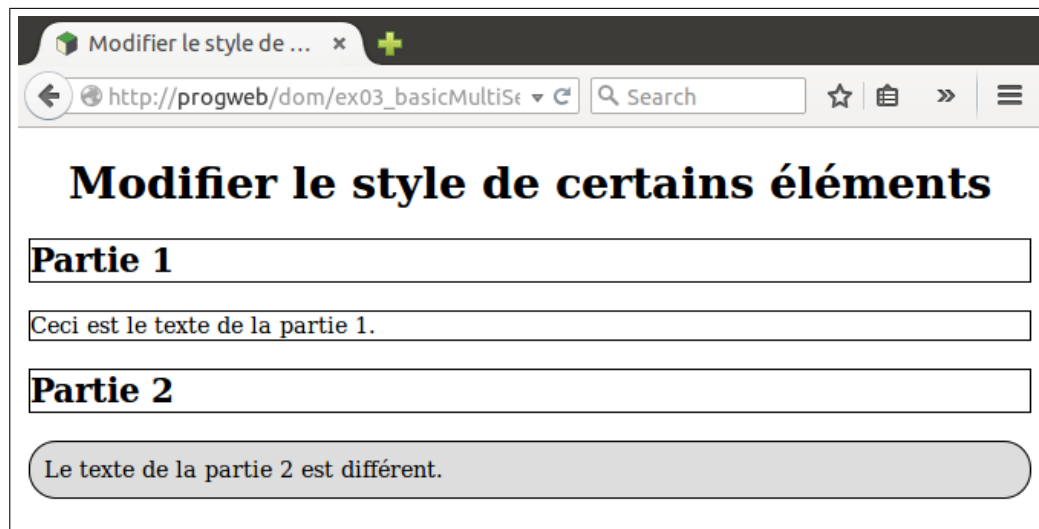 Modifier le style de ...
http://progweb/dom/ex03_basicMultiSe
Search
Modifier le style de certains éléments
Partie 1
Ceci est le texte de la partie 1.
Partie 2
Le texte de la partie 2 est différent.